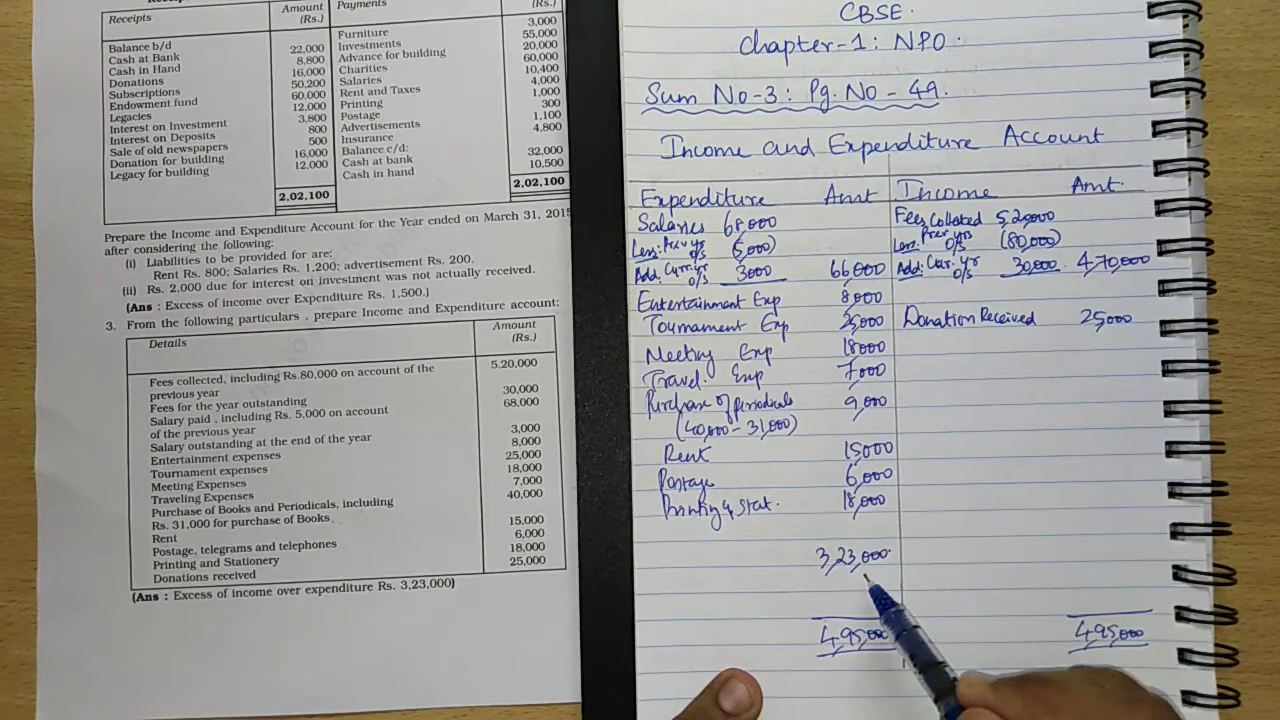 Receipts Amount (Rs.) Payments (Rs.)
Balance b/d
Cash at Bank 22,000
Cash in Hand 8,800
Donations 16,000
Subscriptions 50,200
Endowment fund 60,000
Legacies 12,000
Interest on Investment 3,800
Interest on Deposits 800
Sale of old newspapers 500
Donation for building 16,000
Legacy for building 12,000
2,02,100
Furniture 3,000
Investments 55,000
Advance for building 20,000
Charities 60,000
Salaries 10,400
Rent and Taxes 4,000
Printing 1,000
Postage 300
Advertisements 1,100
Insurance 4,800
Balance c/d:
Cash at bank 32,000
Cash in hand 10,500
2,02,100
Prepare the Income and Expenditure Account for the Year ended on March 31, 2015
after considering the following:
(i) Liabilities to be provided for are:
Rent Rs. 800; Salaries Rs. 1,200; advertisement Rs. 200.
(ii) Rs. 2,000 due for interest on investment was not actually received.
(Ans : Excess of income over Expenditure Rs. 1,500.)
3. From the following particulars , prepare Income and Expenditure account:
Details Amount (Rs.)
Fees collected, including Rs.80,000 on account of the 5,20,000
previous year
Fees for the year outstanding 30,000
Salary paid , including Rs. 5,000 on account 68,000
of the previous year
Salary outstanding at the end of the year 3,000
Entertainment expenses 8,000
Tournament expenses 25,000
Meeting Expenses 18,000
Traveling Expenses 7,000
Purchase of Books and Periodicals, including 40,000
Rs. 31,000 for purchase of Books.
Rent 15,000
Postage, telegrams and telephones 6,000
Printing and Stationery 18,000
Donations received 25,000
(Ans : Excess of income over expenditure Rs. 3,23,000)
CBSE.
Chapter-1: NPO.
Sum No-3: Pg. No - 49.
Income and Expenditure Account
Expenditure Amt Income Amt.
Salaries 68,000 Fees Collected 5,20,000
Less: Prev yr o/s (5,000) Less: Prev yrs o/s (80,000)
Add: Curr. yr o/s 3000 66,000 Add: Curr. yr o/s 30,000 4,70,000
Entertainment Exp 8,000
Tournament Exp 25,000 Donation Received 25,000
Meeting Exp 18000
Travel. Exp 7,000
Purchase of periodicals 9,000
(40,000 - 31,000)
Rent 15000
Postage 6,000
Printing & Stat. 18,000
3,23,000.
4,95,000 4,95,000